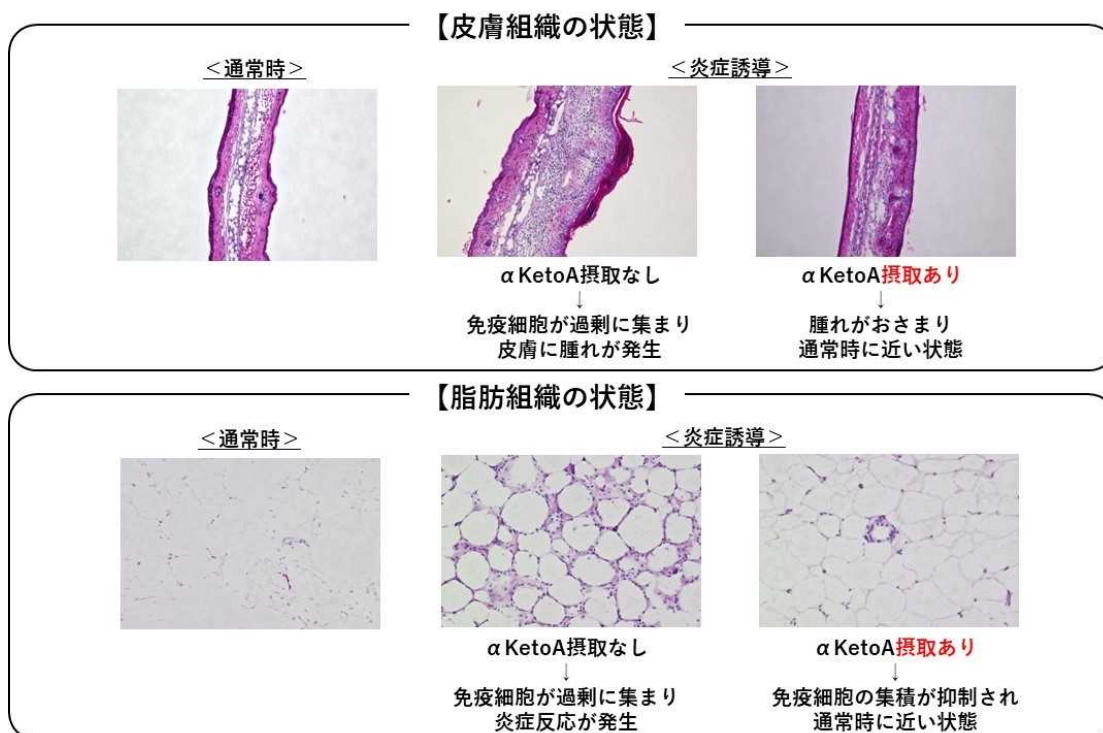 【皮膚組織の状態】
＜通常時＞
＜炎症誘導＞
αKetoA摂取なし
↓
免疫細胞が過剰に集まり
皮膚に腫れが発生
αKetoA摂取あり
↓
腫れがおさまり
通常時に近い状態
【脂肪組織の状態】
＜通常時＞
＜炎症誘導＞
αKetoA摂取なし
↓
免疫細胞が過剰に集まり
炎症反応が発生
αKetoA摂取あり
↓
免疫細胞の集積が抑制され
通常時に近い状態